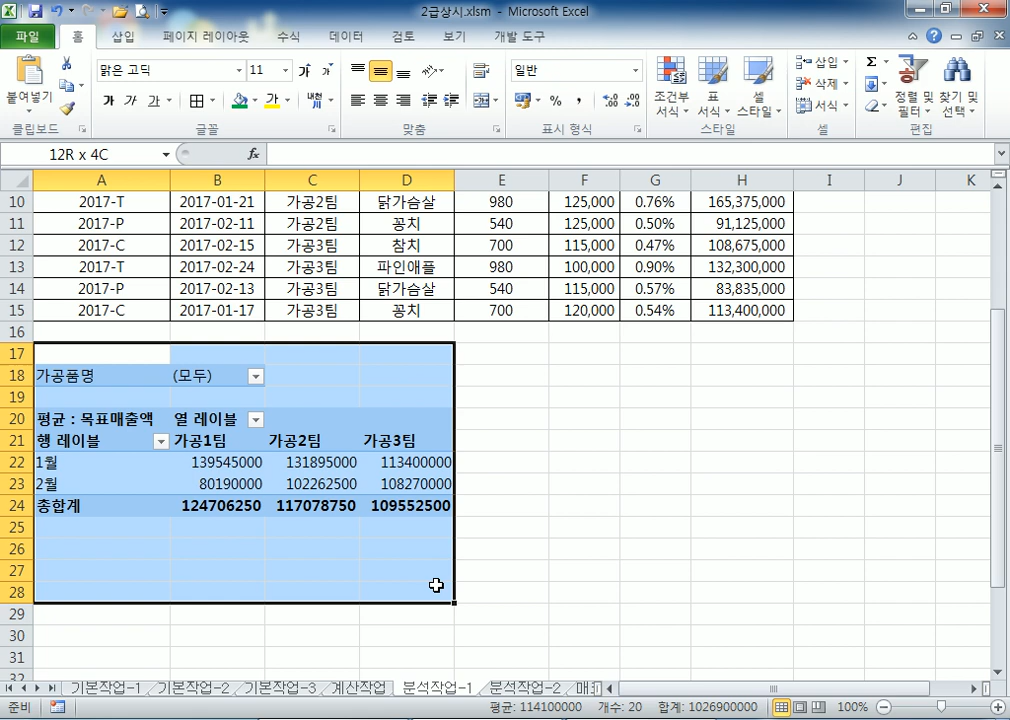 2급상시.xlsm - Microsoft Excel
파일 홈 삽입 페이지 레이아웃 수식 데이터 검토 보기 개발 도구
맑은 고딕 11 일반
붙여넣기 가 가 가 내천 조건부 서식 표 서식 셀 스타일 삽입 삭제 서식 정렬 및 필터 찾기 및 선택
클립보드 글꼴 맞춤 표시 형식 스타일 셀 편집
12R x 4C fx
A B C D E F G H I J K
10 2017-T 2017-01-21 가공2팀 닭가슴살 980 125,000 0.76% 165,375,000
11 2017-P 2017-02-11 가공2팀 꽁치 540 125,000 0.50% 91,125,000
12 2017-C 2017-02-15 가공3팀 참치 700 115,000 0.47% 108,675,000
13 2017-T 2017-02-24 가공3팀 파인애플 980 100,000 0.90% 132,300,000
14 2017-P 2017-02-13 가공3팀 닭가슴살 540 115,000 0.57% 83,835,000
15 2017-C 2017-01-17 가공3팀 꽁치 700 120,000 0.54% 113,400,000
16
17
18 가공품명 (모두)
19
20 평균 : 목표매출액 열 레이블
21 행 레이블 가공1팀 가공2팀 가공3팀
22 1월 139545000 131895000 113400000
23 2월 80190000 102262500 108270000
24 총합계 124706250 117078750 109552500
25
26
27
28
29
30
31
32
기본작업-1 기본작업-2 기본작업-3 계산작업 분석작업-1 분석작업-2
준비 평균: 114100000 개수: 20 합계: 1026900000 100%